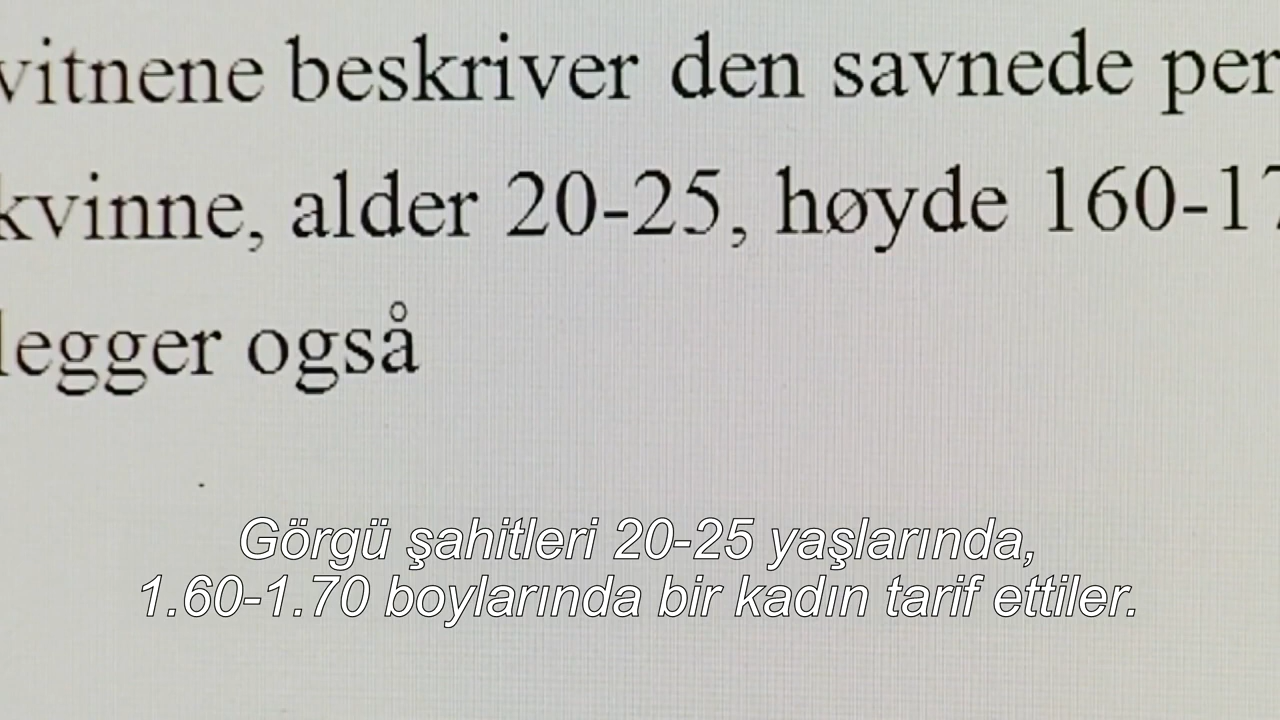 vitnene beskriver den savnede per
kvinne, alder 20-25, høyde 160-17
legger også
Görgü şahitleri 20-25 yaşlarında,
1.60-1.70 boylarında bir kadın tarif ettiler.